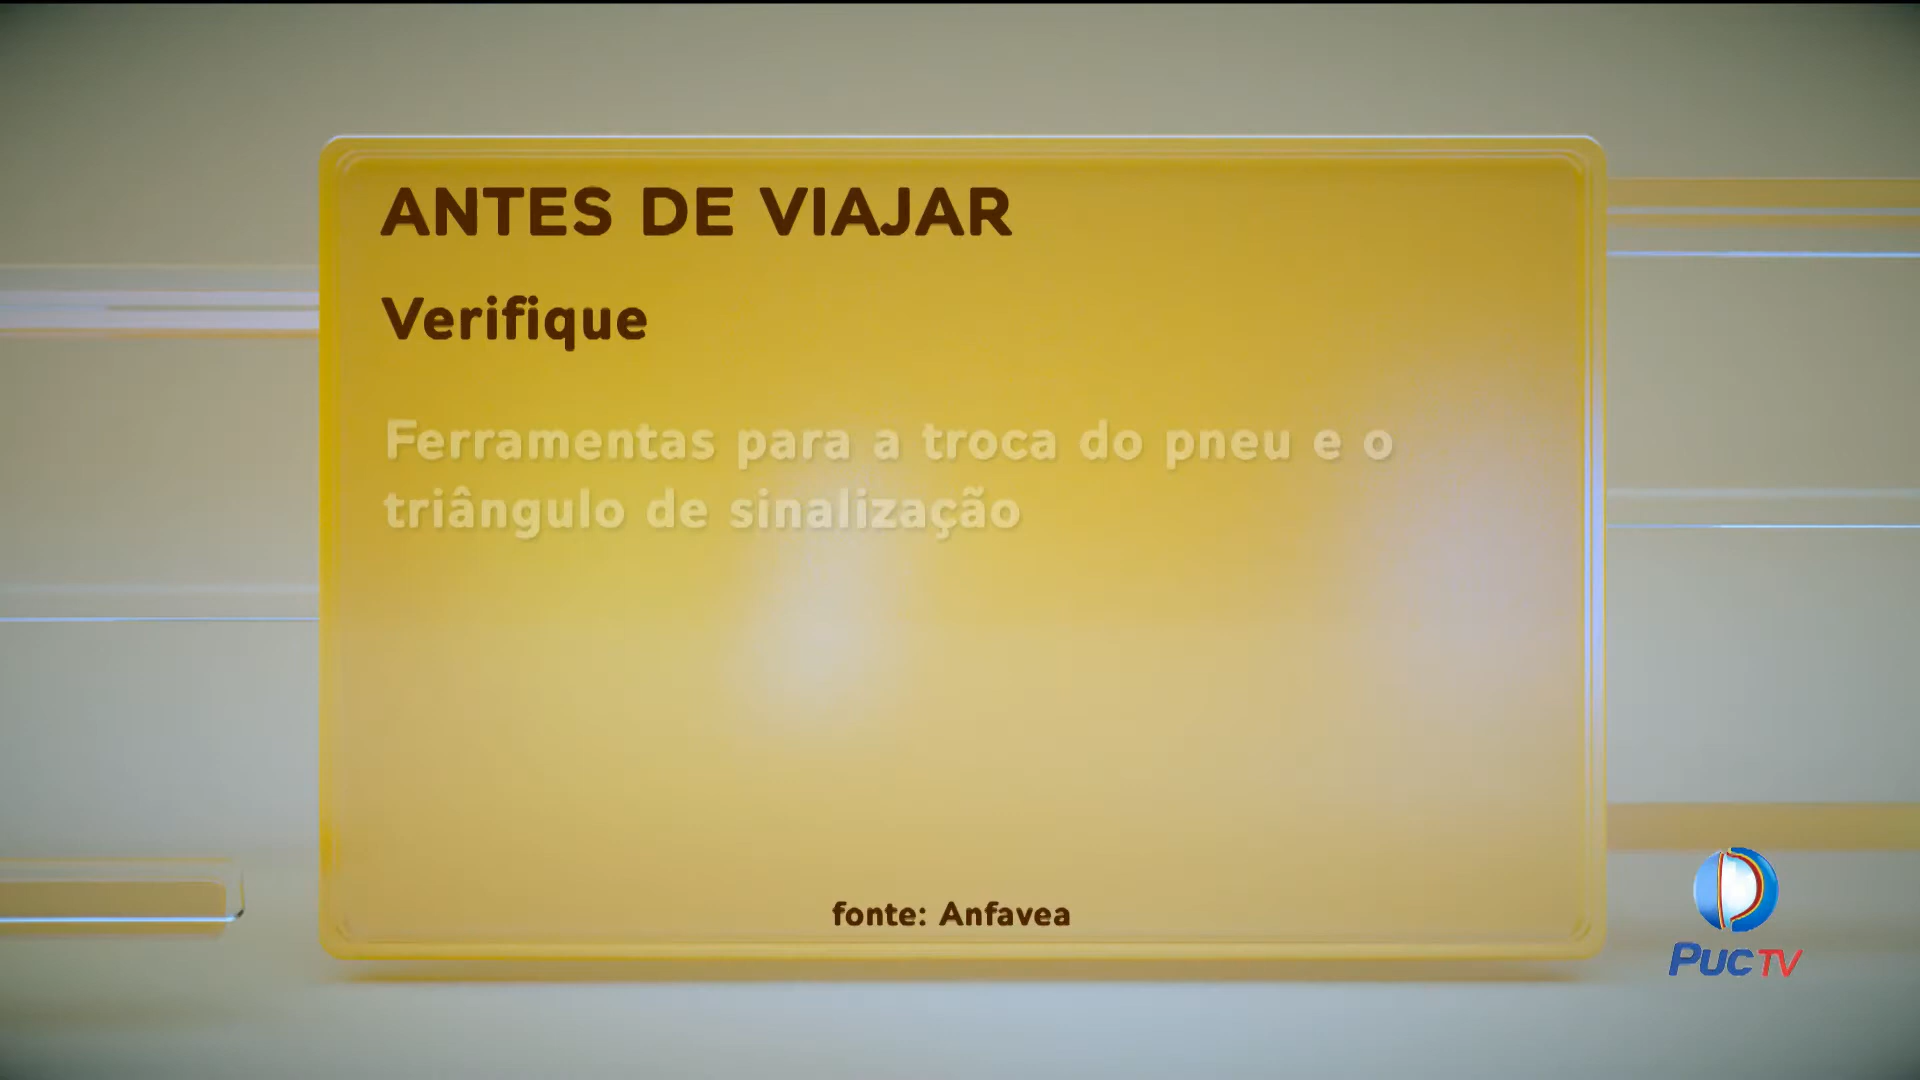 ANTES DE VIAJAR
Verifique
Ferramentas para a troca do pneu e o
triângulo de sinalização
fonte: Anfavea
PUC TV